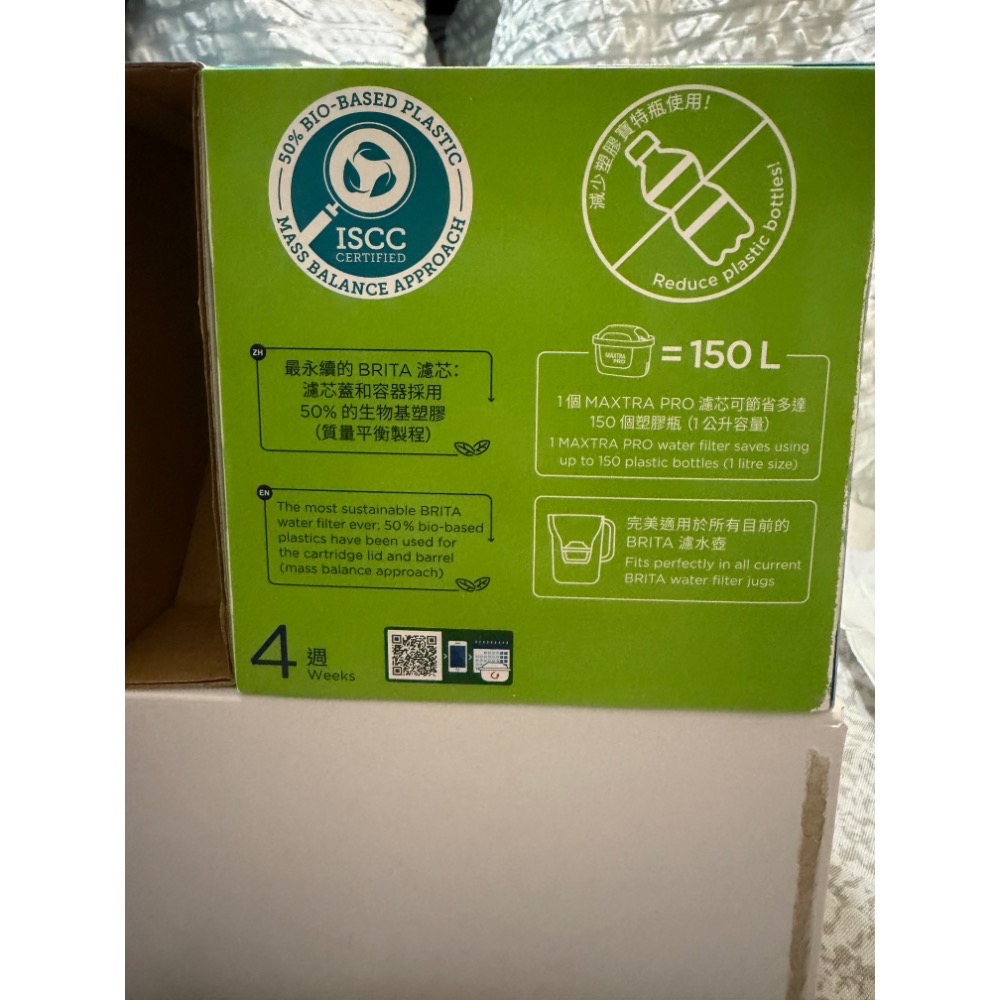 50% BIO-BASED PLASTIC
MASS BALANCE APPROACH
ISCC
CERTIFIED
減少塑膠寶特瓶使用!
Reduce plastic bottles!
ZH
最永續的 BRITA 濾芯:
濾芯蓋和容器採用
50% 的生物基塑膠
(質量平衡製程)
EN
The most sustainable BRITA
water filter ever: 50% bio-based
plastics have been used for
the cartridge lid and barrel
(mass balance approach)
MAXTRA
PRO
= 150 L
1個 MAXTRA PRO 濾芯可節省多達
150 個塑膠瓶 (1 公升容量)
1 MAXTRA PRO water filter saves using
up to 150 plastic bottles (1 litre size)
完美適用於所有目前的
BRITA 濾水壺
Fits perfectly in all current
BRITA water filter jugs
4 週
Weeks